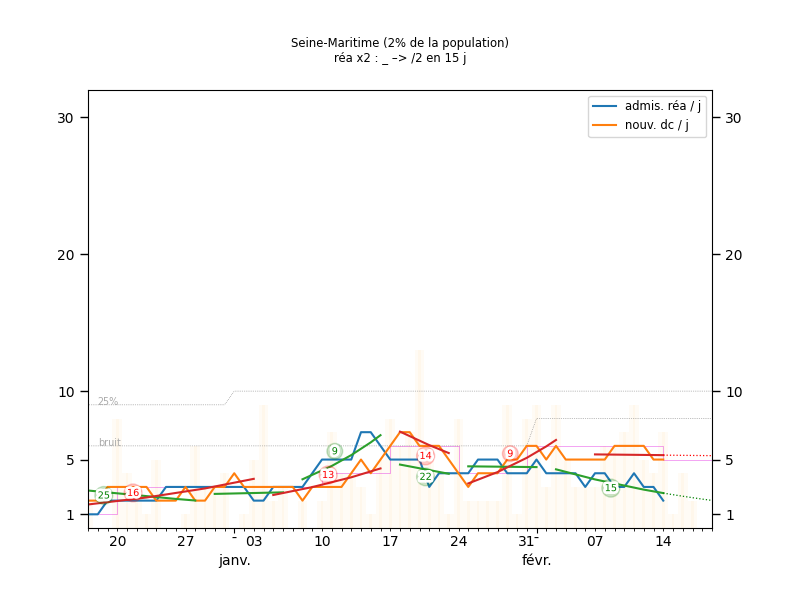 Seine-Maritime (2% de la population)
réa x2 : _ –> /2 en 15 j
admis. réa / j
nouv. dc / j
30 30
20 20
10 10
5 5
1 1
25%
bruit
25 16 9 13 14 22 9 15
20 27 03 10 17 24 31 07 14
janv. févr.